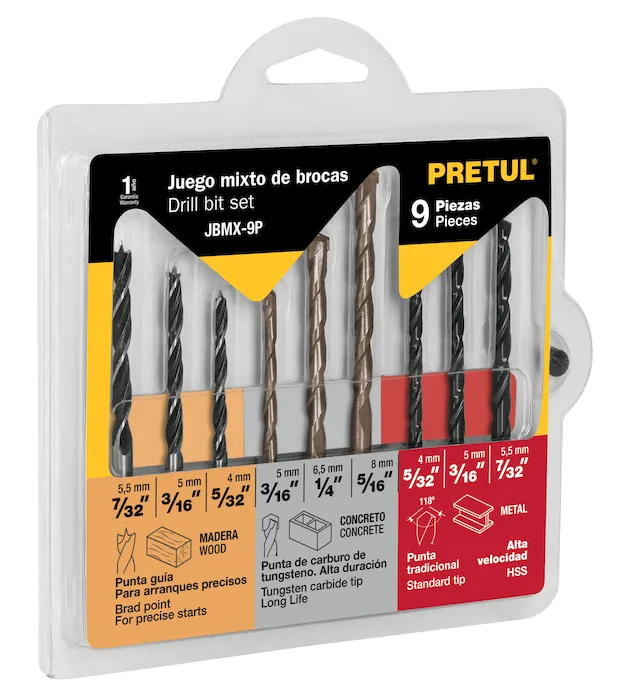 1 año
Garantía
Warranty
Juego mixto de brocas
Drill bit set
JBMX-9P
PRETUL®
9 Piezas
Pieces
5,5 mm
7/32"
5 mm
3/16"
4 mm
5/32"
MADERA
WOOD
Punta guía
Para arranques precisos
Brad point
For precise starts
5 mm
3/16"
6,5 mm
1/4"
8 mm
5/16"
CONCRETO
CONCRETE
Punta de carburo de
tungsteno. Alta duración
Tungsten carbide tip
Long Life
4 mm
5/32"
5 mm
3/16"
5,5 mm
7/32"
118°
METAL
Punta
tradicional
Standard tip
Alta
velocidad
HSS